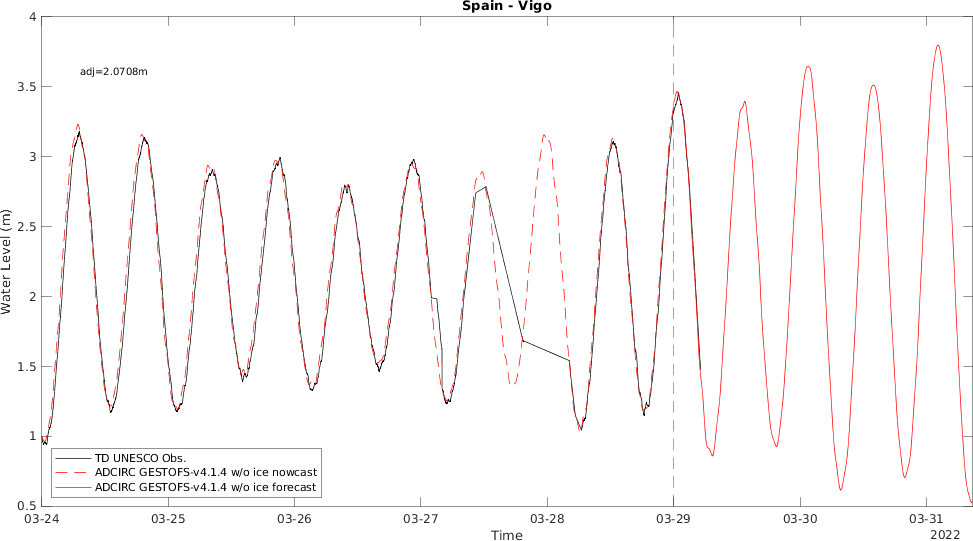 Spain - Vigo
adj=2.0708m
Water Level (m)
4
3.5
3
2.5
2
1.5
1
0.5
TD UNESCO Obs.
ADCIRC GESTOFS-v4.1.4 w/o ice nowcast
ADCIRC GESTOFS-v4.1.4 w/o ice forecast
03-24 03-25 03-26 03-27 03-28 03-29 03-30 03-31
Time
2022